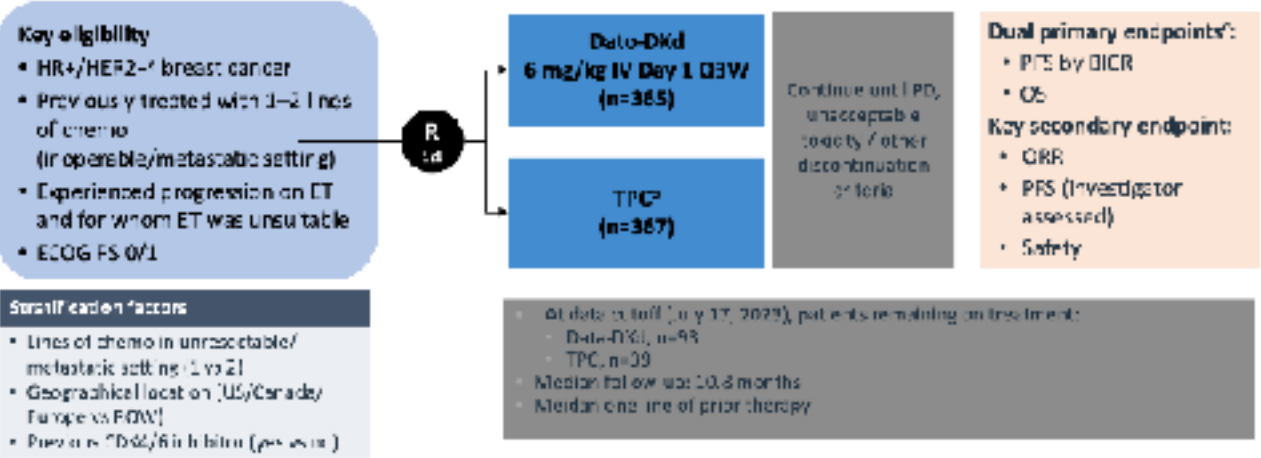 Key eligibility
• HR+/HER2– breast cancer
• Previously treated with 1–2 lines
of chemo
(inoperable/metastatic setting)
• Experienced progression on ET
and for whom ET was unsuitable
• ECOG PS 0/1
R
Dato-DXd
6 mg/kg IV Day 1 Q3W
(n=365)
TPC
(n=367)
Continue until PD,
unacceptable
toxicity / other
discontinuation
criteria
Dual primary endpoints:
• PFS by BICR
• OS
Key secondary endpoint:
• ORR
• PFS (Investigator
assessed)
• Safety
Stratification factors
• Lines of chemo in unresectable/
metastatic setting (1 vs 2)
• Geographical location (US/Canada/
Europe vs ROW)
• Previous CDK4/6 inhibitor (yes vs no)
• At data cutoff (July 17, 2023), patients remaining on treatment:
• Dato-DXd, n=93
• TPC, n=39
• Median follow up: 10.8 months
• Meidan one line of prior therapy